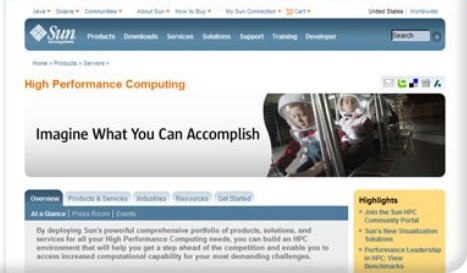 Java Solaris Communities About Sun How to Buy My Sun Connection Cart United States | Worldwide
Sun microsystems
Products Downloads Services Solutions Support Training Developer Search
Home > Products > Servers >
High Performance Computing
Imagine What You Can Accomplish
Overview Products & Services Industries Resources Get Started
At a Glance | Press Room | Events
By deploying Sun's powerful comprehensive portfolio of products, solutions, and
services for all your High Performance Computing needs, you can build an HPC
environment that will help you get a step ahead of the competition and enable you to
access increased computational capability for your most demanding challenges.
Highlights
Join the Sun HPC
Community Portal
Sun's New Visualization
Solutions
Performance Leadership
in HPC: View
Benchmarks